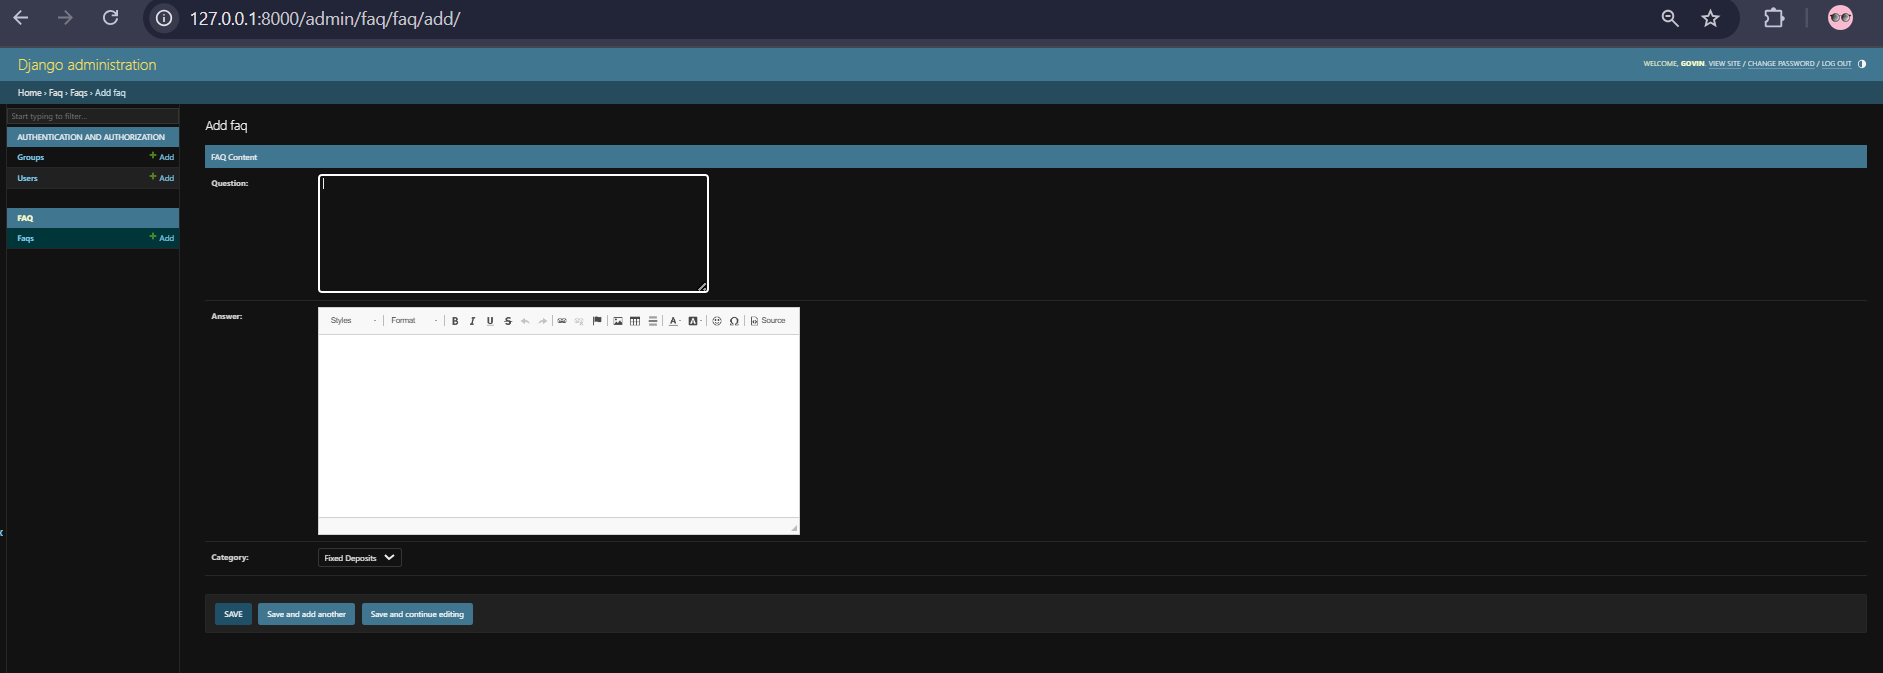 127.0.0.1:8000/admin/faq/faq/add/
Django administration
WELCOME, GOVIN. VIEW SITE / CHANGE PASSWORD / LOG OUT
Home › Faq › Faqs › Add faq
Start typing to filter...
AUTHENTICATION AND AUTHORIZATION
Groups + Add
Users + Add
FAQ
Faqs + Add
Add faq
FAQ Content
Question:
Answer:
Styles Format B I U S A A Ω Source
Category:
Fixed Deposits
SAVE Save and add another Save and continue editing